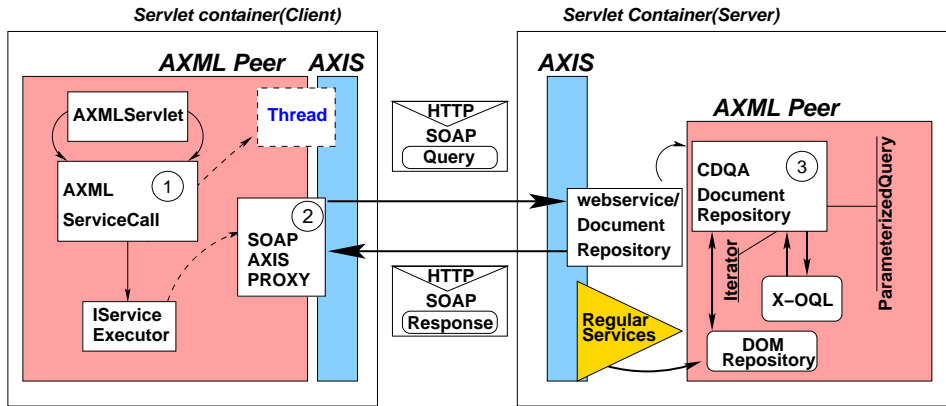 Servlet container(Client)
Servlet Container(Server)
AXML Peer
AXIS
AXMLServlet
Thread
AXML
ServiceCall
1
2
SOAP
AXIS
PROXY
IService
Executor
HTTP
SOAP
Query
HTTP
SOAP
Response
AXIS
AXML Peer
webservice/
Document
Repository
3
CDQA
Document
Repository
ParameterizedQuery
Iterator
X–OQL
DOM
Repository
Regular
Services